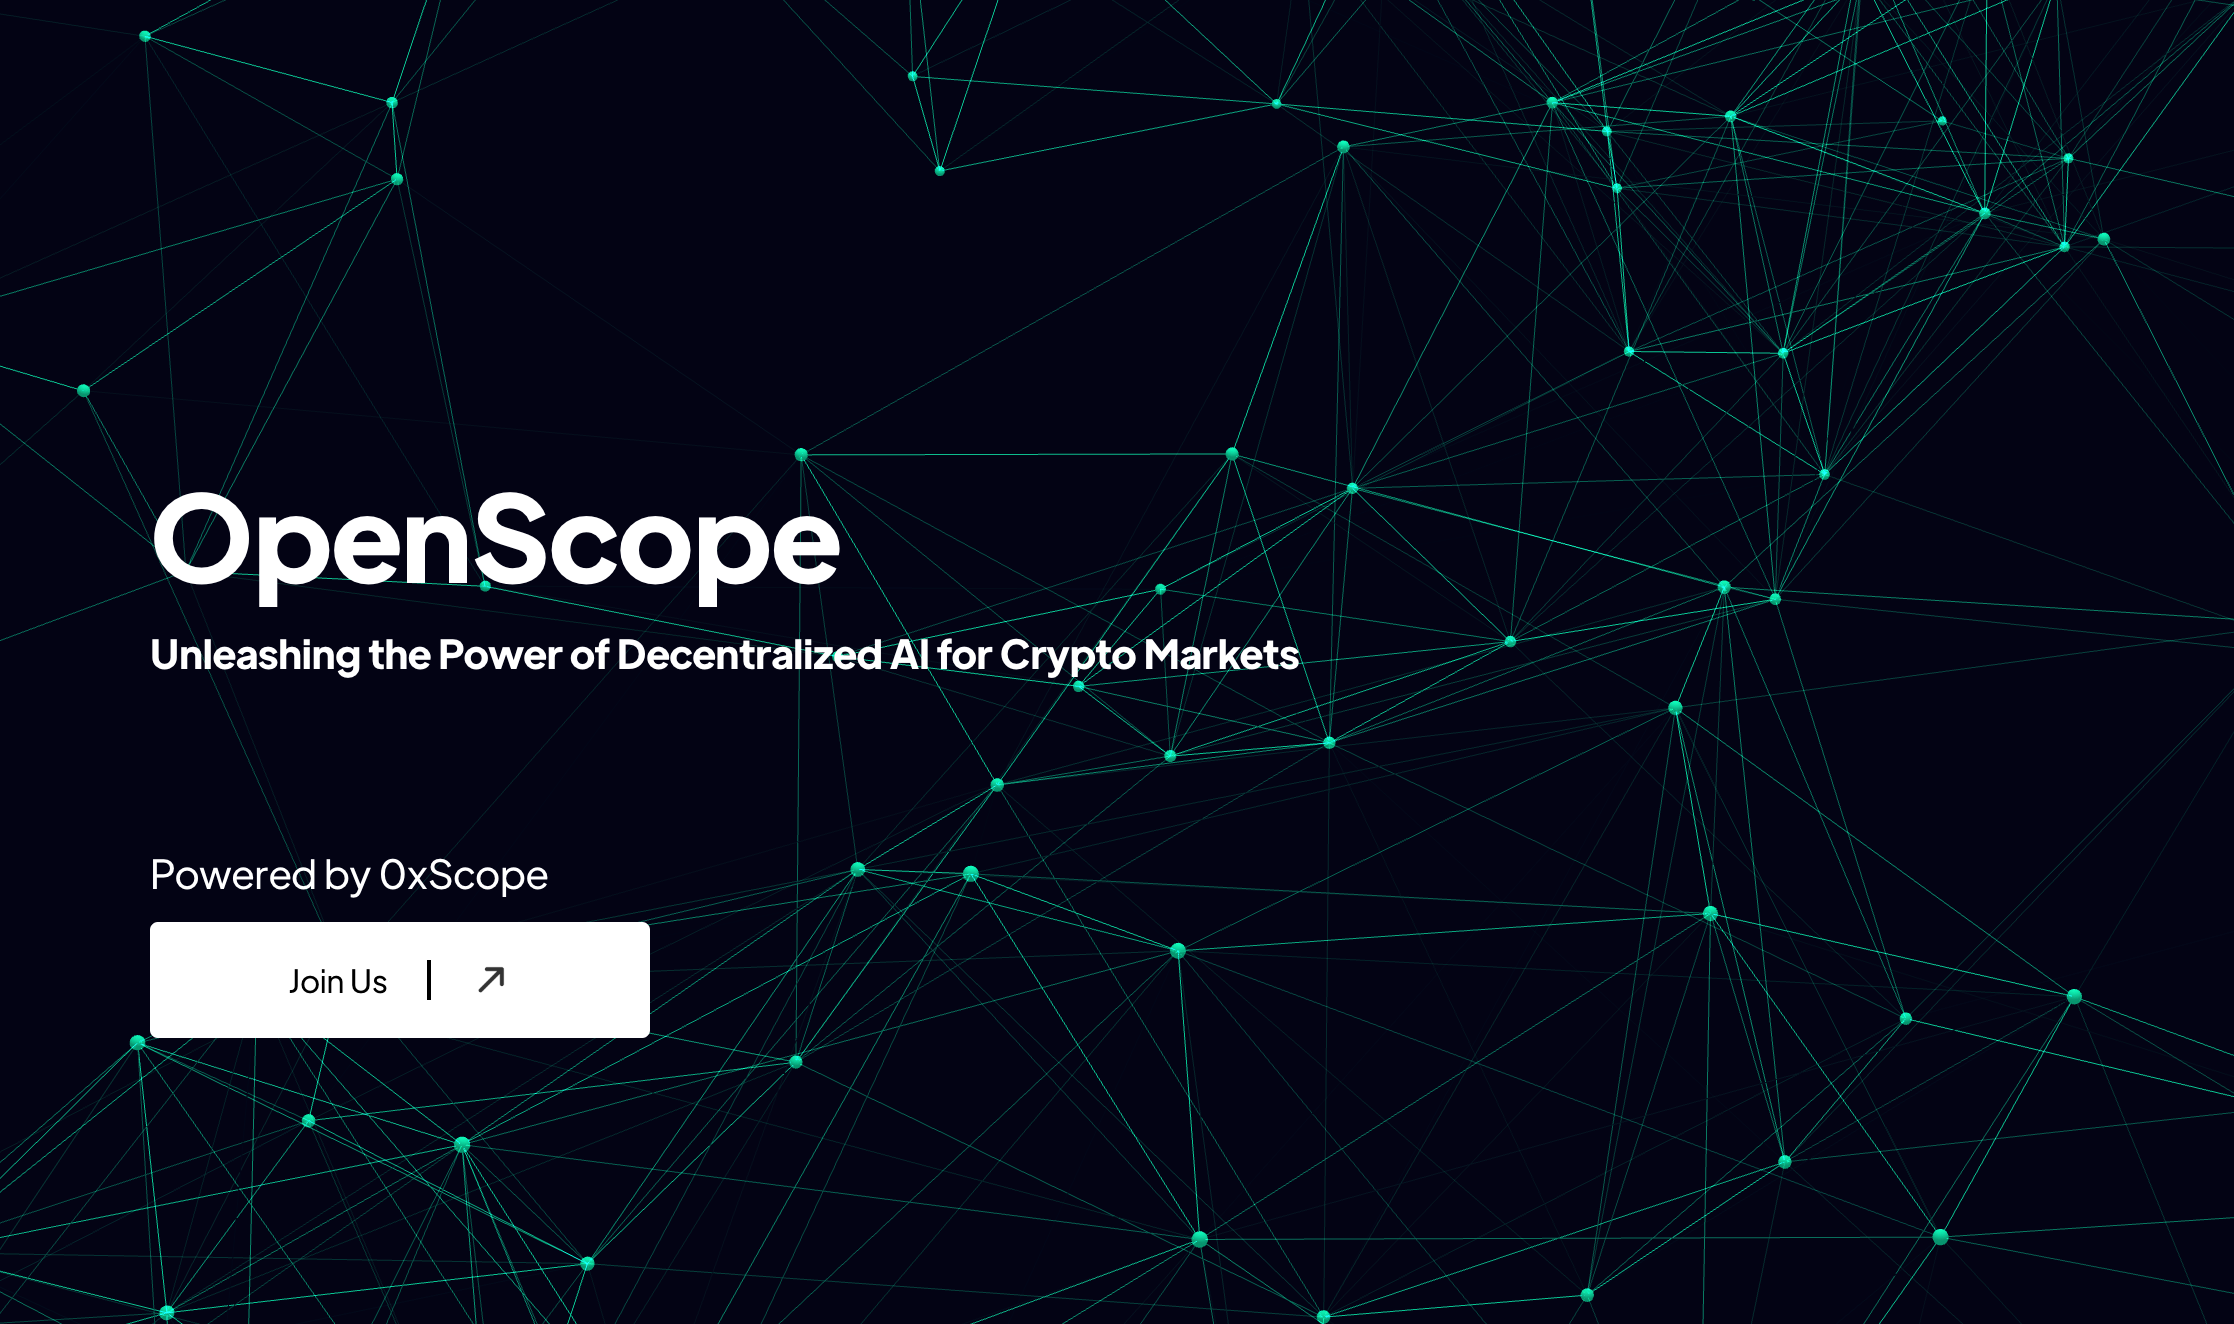 OpenScope
Unleashing the Power of Decentralized AI for Crypto Markets
Powered by 0xScope
Join Us